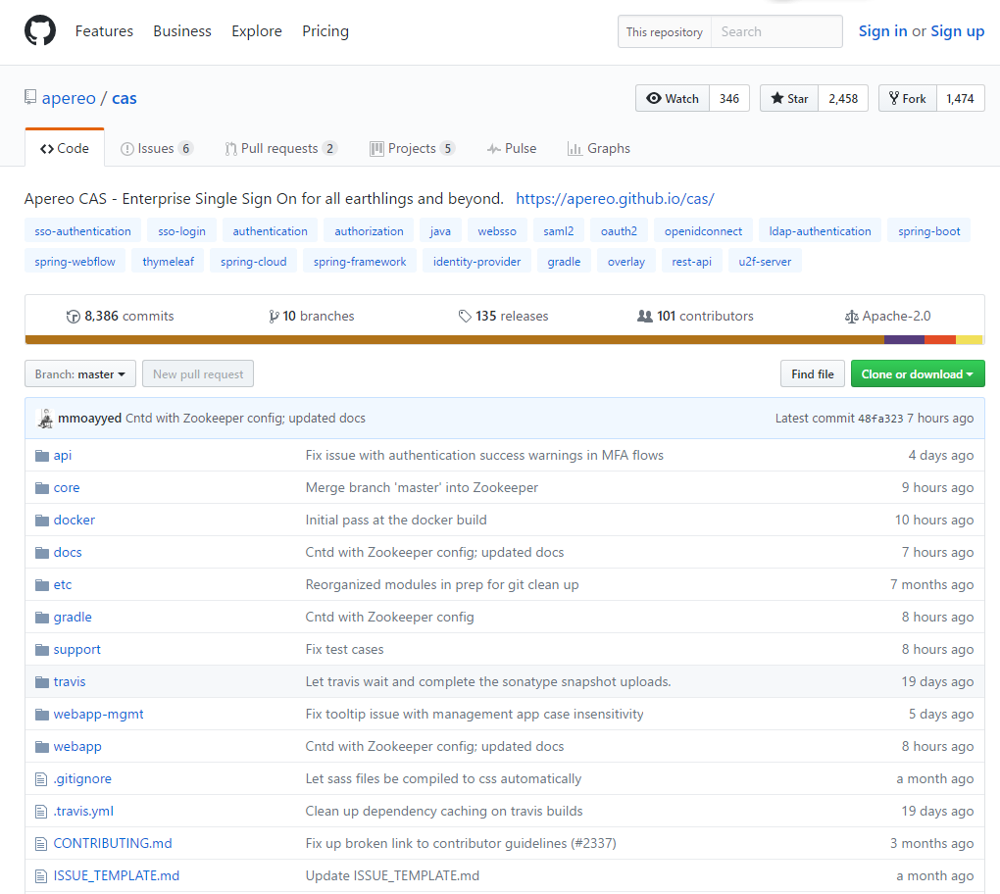 Features Business Explore Pricing This repository Search Sign in or Sign up
apereo / cas Watch 346 Star 2,458 Fork 1,474
Code Issues 6 Pull requests 2 Projects 5 Pulse Graphs
Apereo CAS - Enterprise Single Sign On for all earthlings and beyond. https://apereo.github.io/cas/
sso-authentication sso-login authentication authorization java websso saml2 oauth2 openidconnect ldap-authentication spring-boot
spring-webflow thymeleaf spring-cloud spring-framework identity-provider gradle overlay rest-api u2f-server
8,386 commits 10 branches 135 releases 101 contributors Apache-2.0
Branch: master New pull request Find file Clone or download
mmoayyed Cntd with Zookeeper config; updated docs Latest commit 48fa323 7 hours ago
api Fix issue with authentication success warnings in MFA flows 4 days ago
core Merge branch 'master' into Zookeeper 9 hours ago
docker Initial pass at the docker build 10 hours ago
docs Cntd with Zookeeper config; updated docs 7 hours ago
etc Reorganized modules in prep for git clean up 7 months ago
gradle Cntd with Zookeeper config 8 hours ago
support Fix test cases 8 hours ago
travis Let travis wait and complete the sonatype snapshot uploads. 19 days ago
webapp-mgmt Fix tooltip issue with management app case insensitivity 5 days ago
webapp Cntd with Zookeeper config; updated docs 8 hours ago
.gitignore Let sass files be compiled to css automatically a month ago
.travis.yml Clean up dependency caching on travis builds 19 days ago
CONTRIBUTING.md Fix up broken link to contributor guidelines (#2337) 3 months ago
ISSUE_TEMPLATE.md Update ISSUE_TEMPLATE.md a month ago